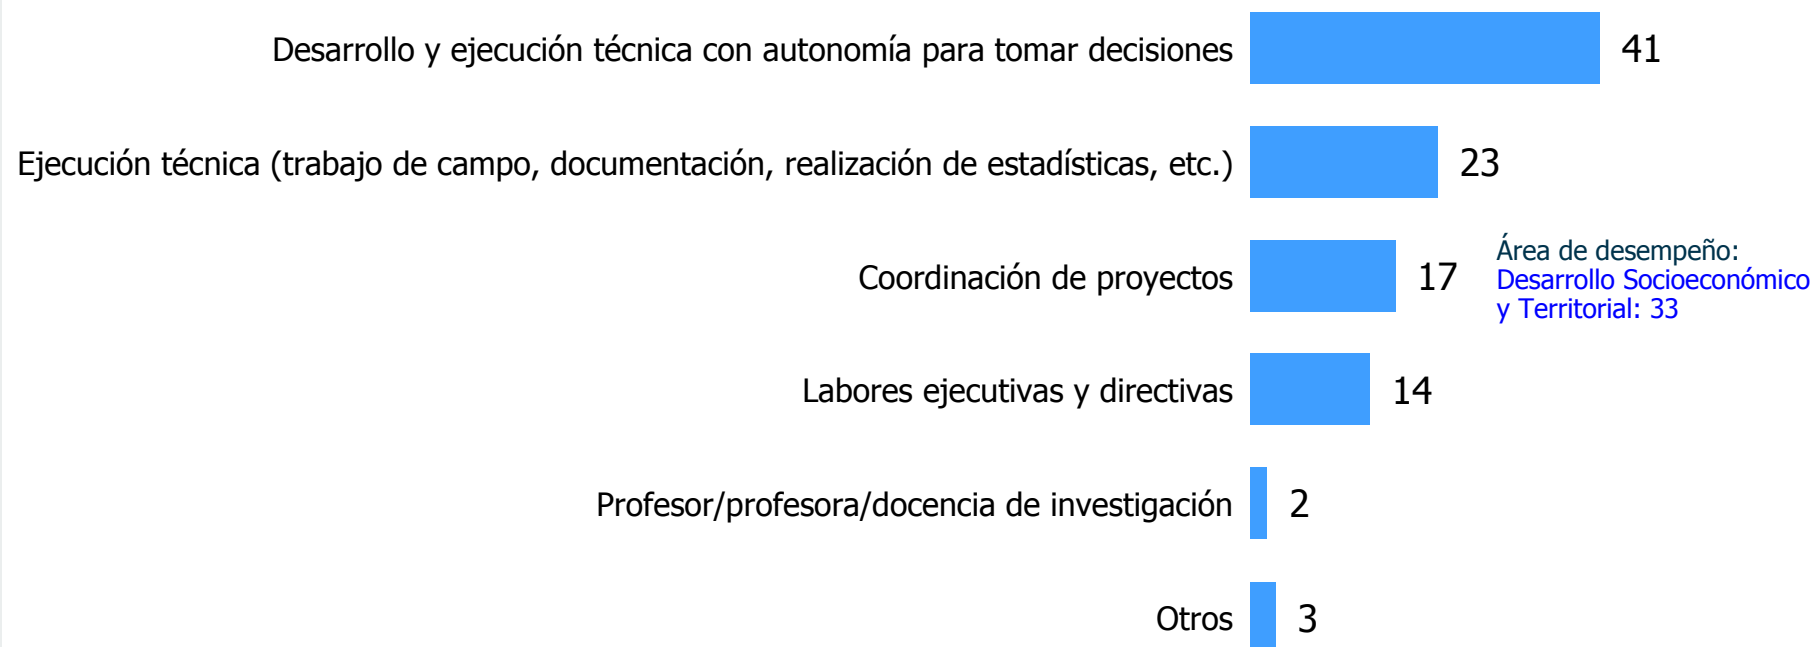 Desarrollo y ejecución técnica con autonomía para tomar decisiones 41
Ejecución técnica (trabajo de campo, documentación, realización de estadísticas, etc.) 23
Coordinación de proyectos 17
Área de desempeño:
Desarrollo Socioeconómico
y Territorial: 33
Labores ejecutivas y directivas 14
Profesor/profesora/docencia de investigación 2
Otros 3